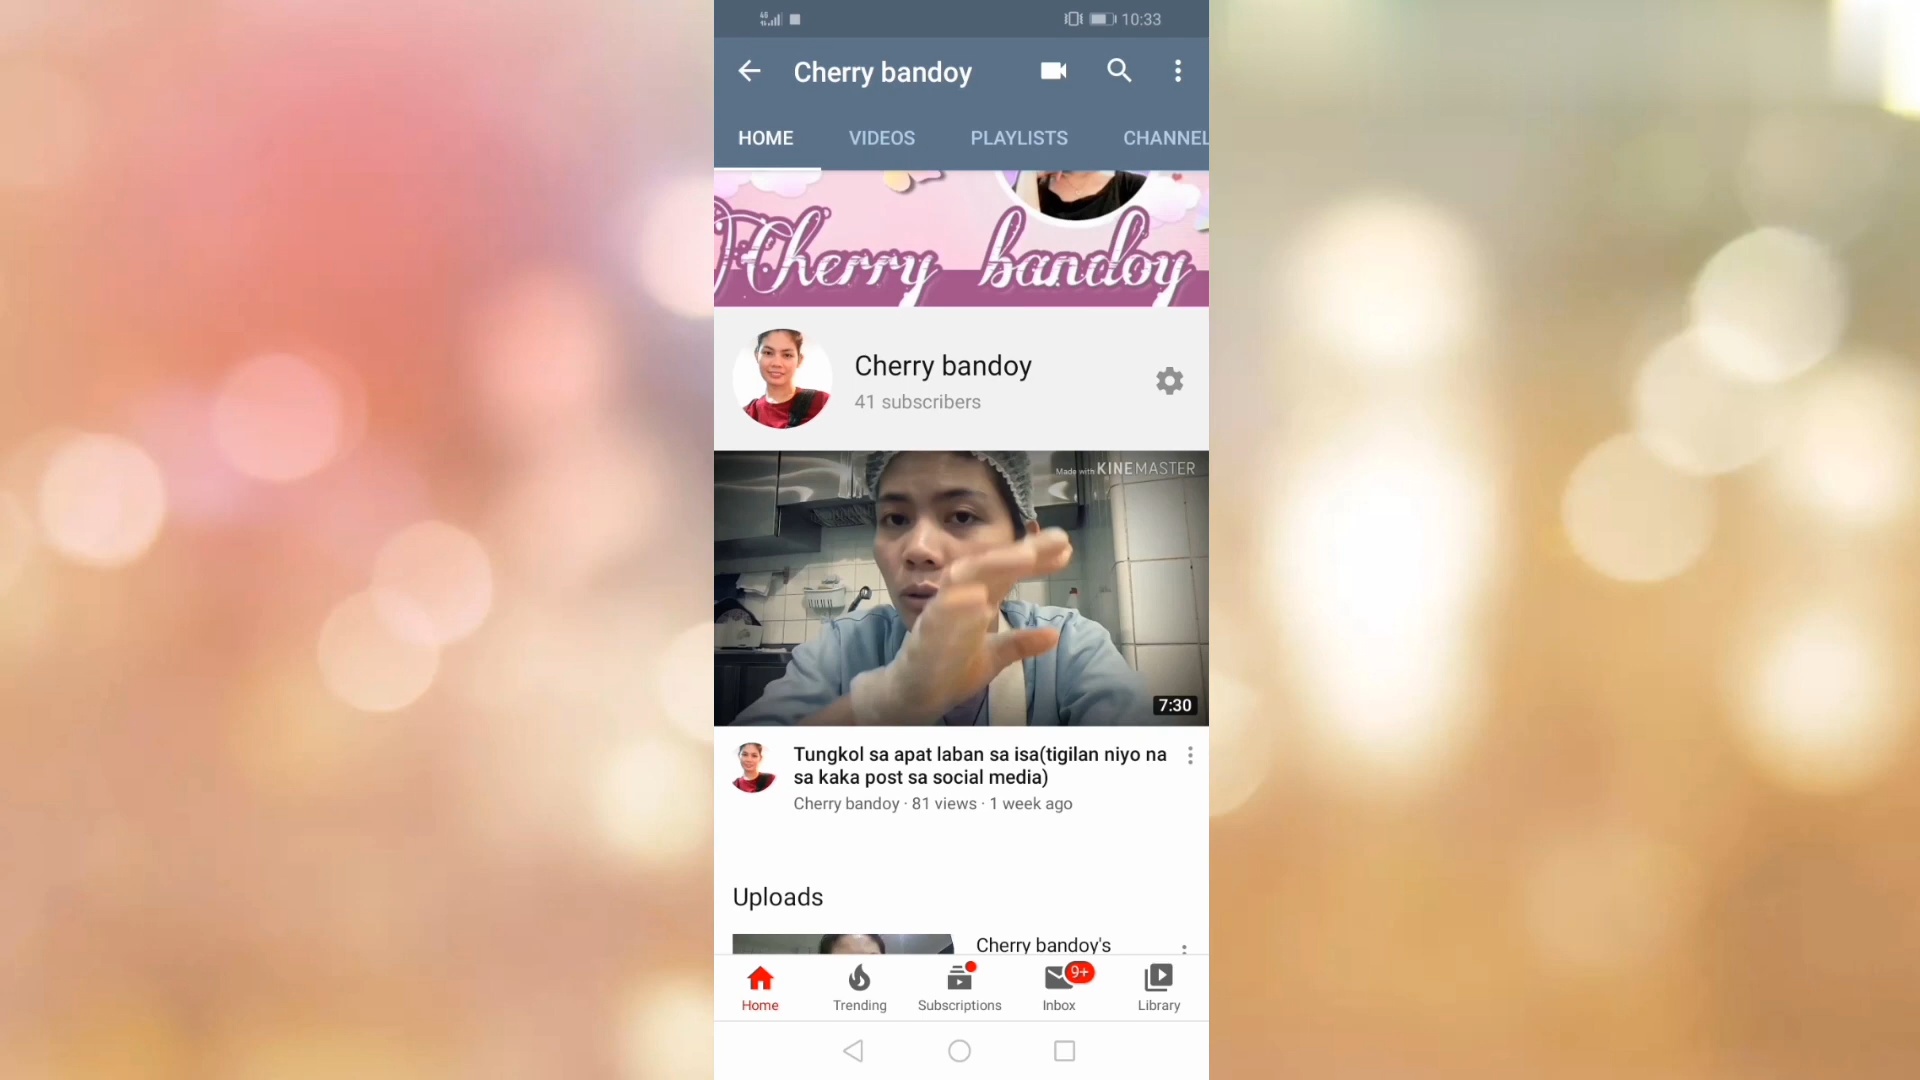 4G
10:33
Cherry bandoy
HOME VIDEOS PLAYLISTS CHANNEL
Cherry bandoy
Cherry bandoy
41 subscribers
Made with KINEMASTER
7:30
Tungkol sa apat laban sa isa(tigilan niyo na
sa kaka post sa social media)
Cherry bandoy · 81 views · 1 week ago
Uploads
Cherry bandoy's
9+
Home Trending Subscriptions Inbox Library